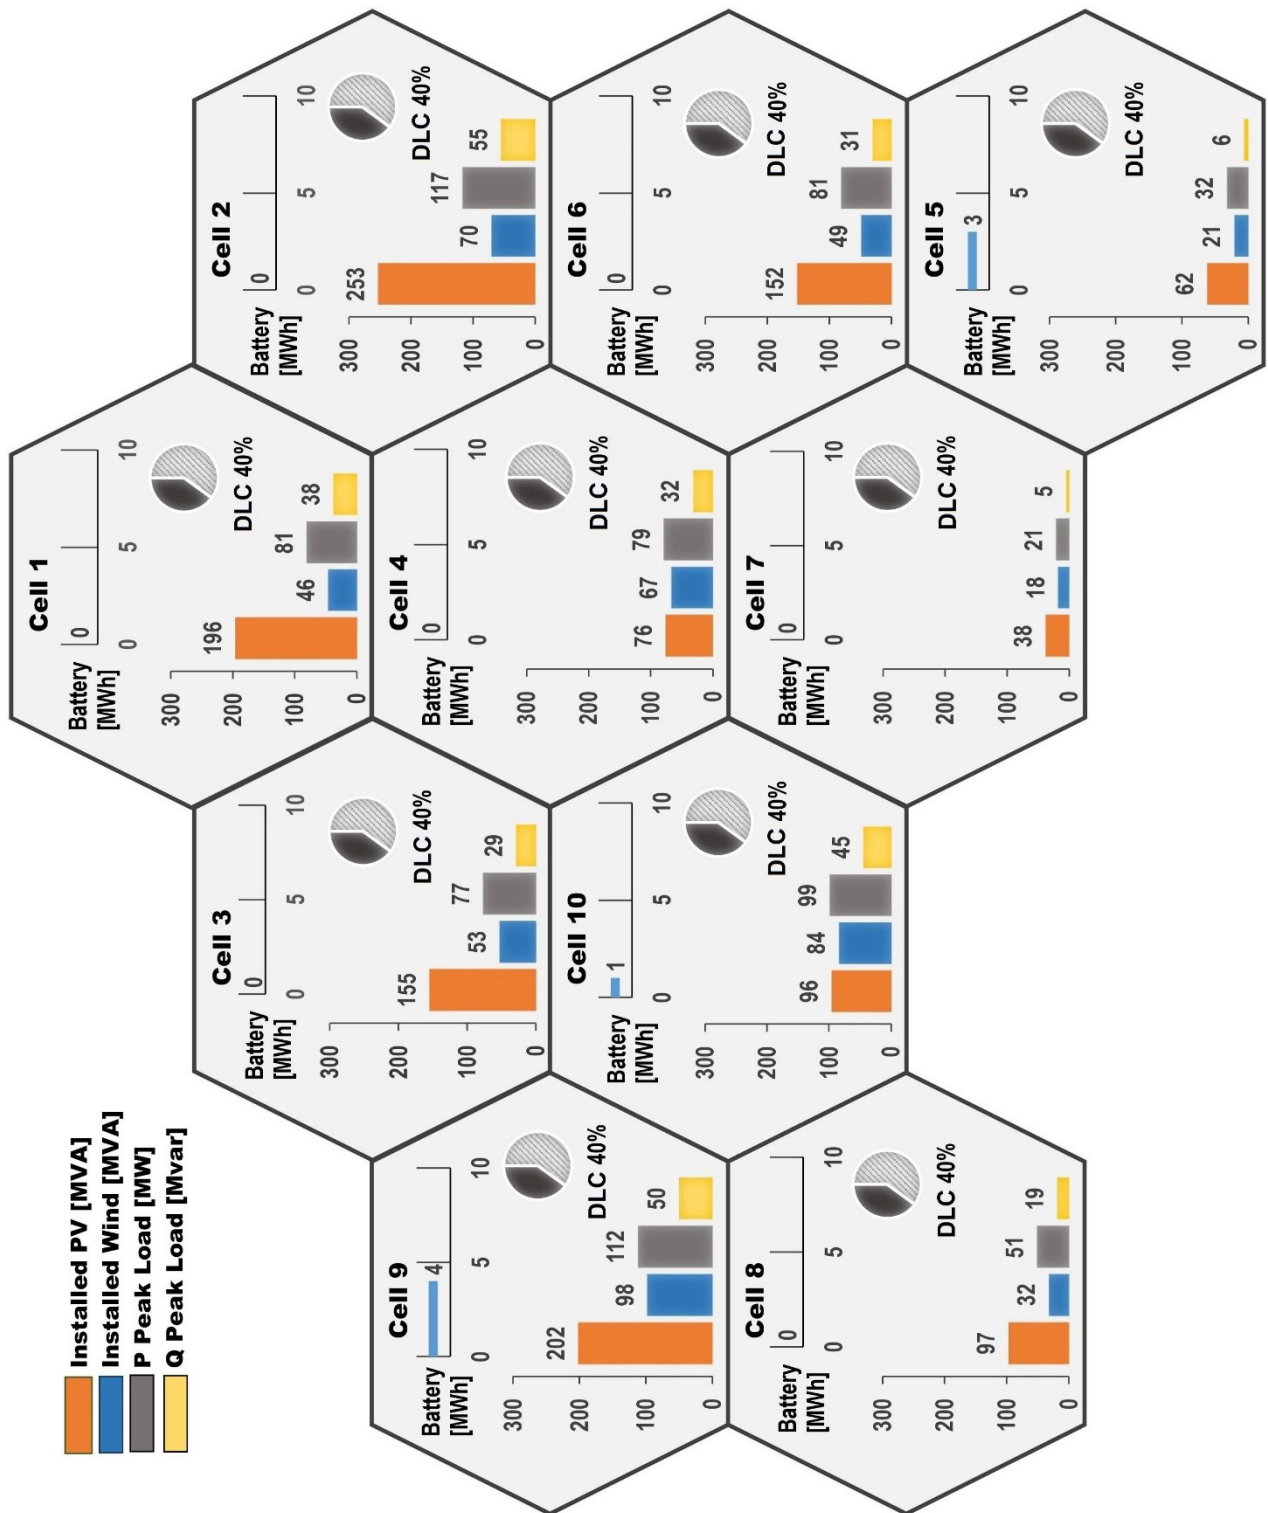 Installed PV [MVA]
Installed Wind [MVA]
P Peak Load [MW]
Q Peak Load [Mvar]
Cell 1
Battery
[MWh]
0
0 5 10
DLC 40%
300
200
100
0
196
46
81
38
Cell 2
Battery
[MWh]
0
0 5 10
DLC 40%
300
200
100
0
253
70
117
55
Cell 3
Battery
[MWh]
0
0 5 10
DLC 40%
300
200
100
0
155
53
77
29
Cell 4
Battery
[MWh]
0
0 5 10
DLC 40%
300
200
100
0
76
67
79
32
Cell 6
Battery
[MWh]
0
0 5 10
DLC 40%
300
200
100
0
152
49
81
31
Cell 9
Battery
[MWh]
4
0 5 10
DLC 40%
300
200
100
0
202
98
112
50
Cell 10
Battery
[MWh]
1
0 5 10
DLC 40%
300
200
100
0
96
84
99
45
Cell 7
Battery
[MWh]
0
0 5 10
DLC 40%
300
200
100
0
38
18
21
5
Cell 5
Battery
[MWh]
3
0 5 10
DLC 40%
300
200
100
0
62
21
32
6
Cell 8
Battery
[MWh]
0
0 5 10
DLC 40%
300
200
100
0
97
32
51
19